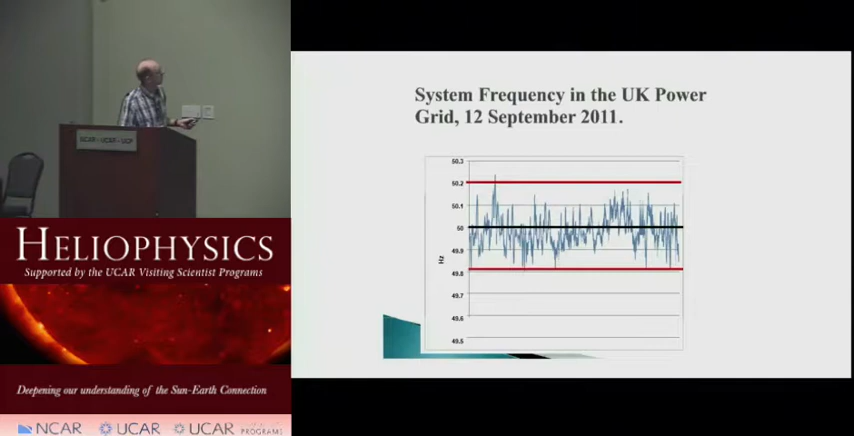 System Frequency in the UK Power
Grid, 12 September 2011.
50.3
50.2
50.1
50
49.9
49.8
49.7
49.6
49.5
Hz
HELIOPHYSICS
Supported by the UCAR Visiting Scientist Programs
Deepening our understanding of the Sun-Earth Connection
NCAR
UCAR
UCAR
PROGRAMS